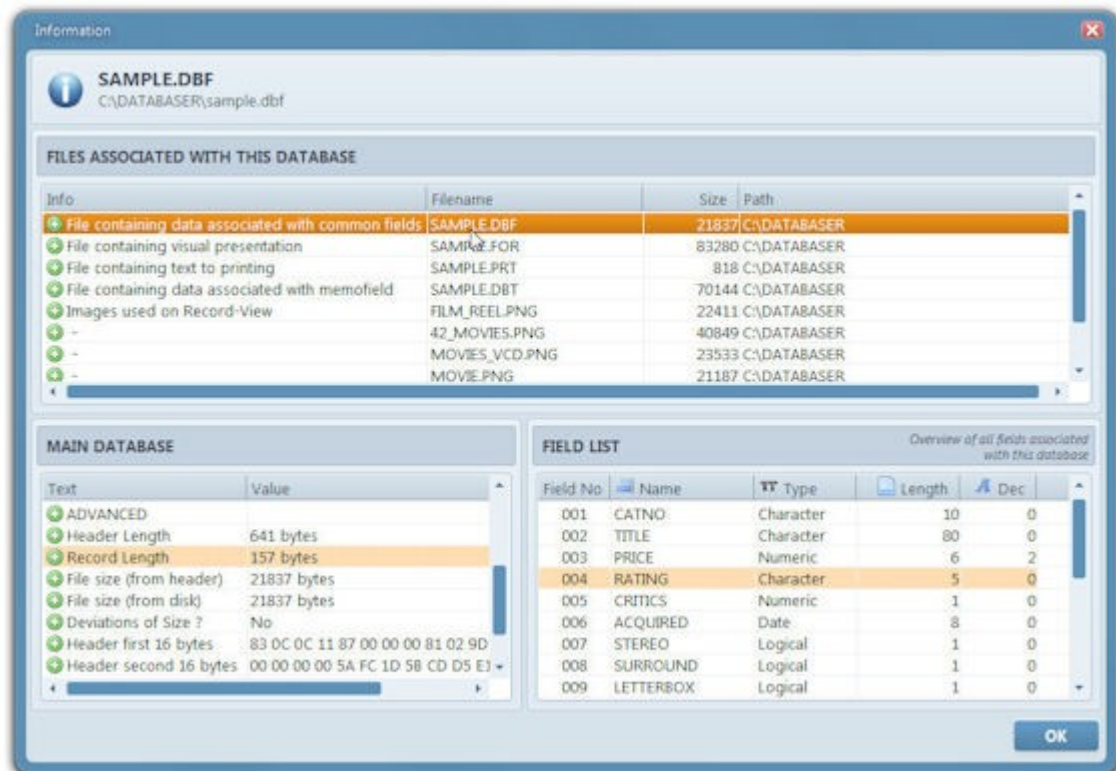 Information
SAMPLE.DBF
C:\DATABASER\sample.dbf
FILES ASSOCIATED WITH THIS DATABASE
Info Filename Size Path
File containing data associated with common fields SAMPLE.DBF 21837 C:\DATABASER
File containing visual presentation SAMPLE.FOR 83280 C:\DATABASER
File containing text to printing SAMPLE.PRT 818 C:\DATABASER
File containing data associated with memofield SAMPLE.DBT 70144 C:\DATABASER
Images used on Record-View FILM_REEL.PNG 22411 C:\DATABASER
- 42_MOVIES.PNG 40849 C:\DATABASER
- MOVIES_VCD.PNG 23533 C:\DATABASER
- MOVIE.PNG 21187 C:\DATABASER
MAIN DATABASE
Text Value
ADVANCED
Header Length 641 bytes
Record Length 157 bytes
File size (from header) 21837 bytes
File size (from disk) 21837 bytes
Deviations of Size ? No
Header first 16 bytes 83 0C 0C 11 87 00 00 00 81 02 9D
Header second 16 bytes 00 00 00 00 5A FC 1D 5B CD D5
FIELD LIST
Overview of all fields associated
with this database
Field No Name Type Length Dec
001 CATNO Character 10 0
002 TITLE Character 80 0
003 PRICE Numeric 6 2
004 RATING Character 5 0
005 CRITICS Numeric 1 0
006 ACQUIRED Date 8 0
007 STEREO Logical 1 0
008 SURROUND Logical 1 0
009 LETTERBOX Logical 1 0
OK